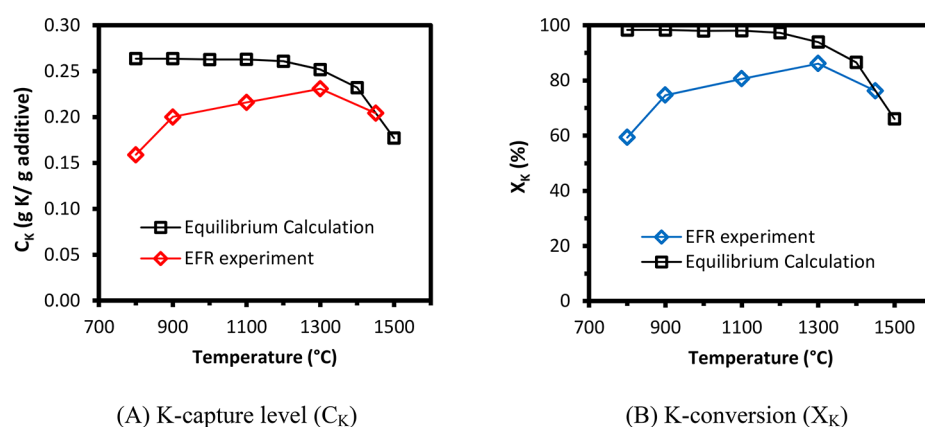 0.30
0.25
0.20
0.15
0.10
0.05
0.00
C_K (g K/ g additive)
Equilibrium Calculation
EFR experiment
700 900 1100 1300 1500
Temperature (°C)
(A) K-capture level (C_K)
100
80
60
40
20
0
X_K (%)
EFR experiment
Equilibrium Calculation
700 900 1100 1300 1500
Temperature (°C)
(B) K-conversion (X_K)